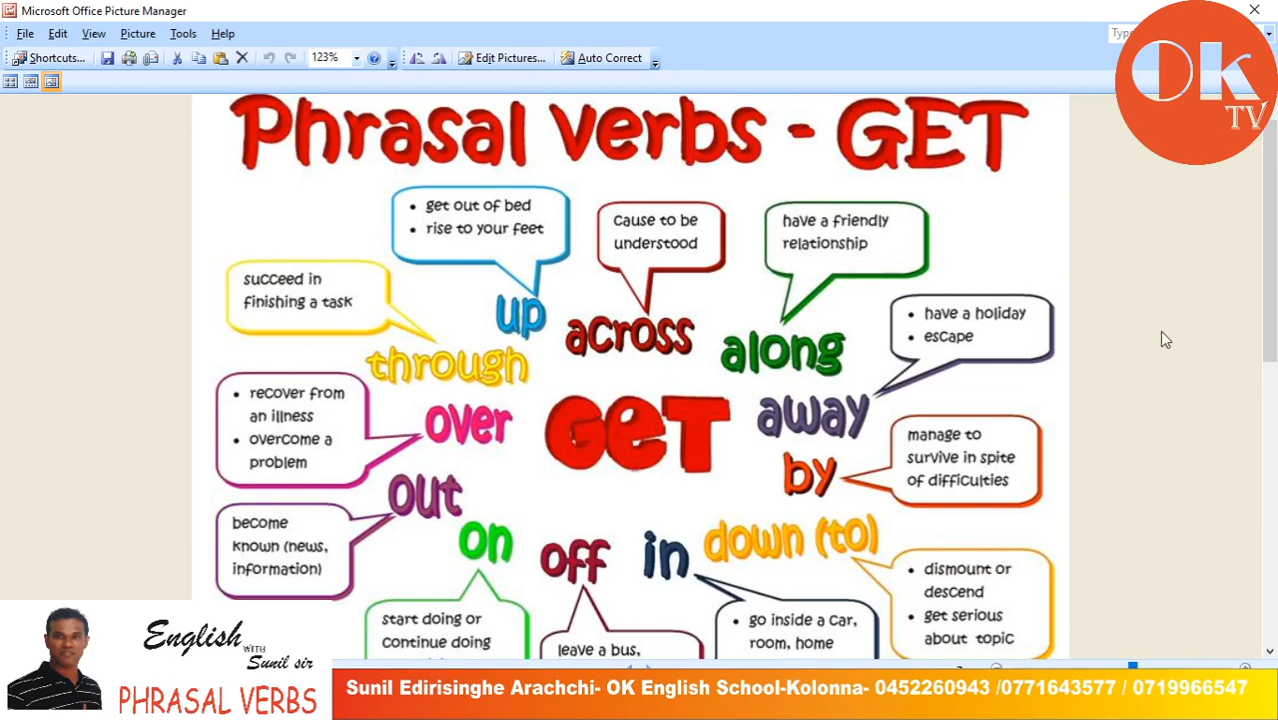 Microsoft Office Picture Manager
File Edit View Picture Tools Help
Shortcuts...
123%
Edit Pictures...
Auto Correct
OK
TV
Phrasal verbs - GET
• get out of bed
• rise to your feet
cause to be
understood
have a friendly
relationship
succeed in
finishing a task
• have a holiday
• escape
up
across
along
through
• recover from
an illness
• overcome a
problem
over
GET
away
by
manage to
survive in spite
of difficulties
out
become
known (news,
information)
on
off
in
down (to)
• dismount or
descend
• get serious
about topic
start doing or
continue doing
leave a bus,
• go inside a car,
room, home
English
WITH
Sunil sir
PHRASAL VERBS
Sunil Edirisinghe Arachchi- OK English School-Kolonna- 0452260943 /0771643577 / 0719966547